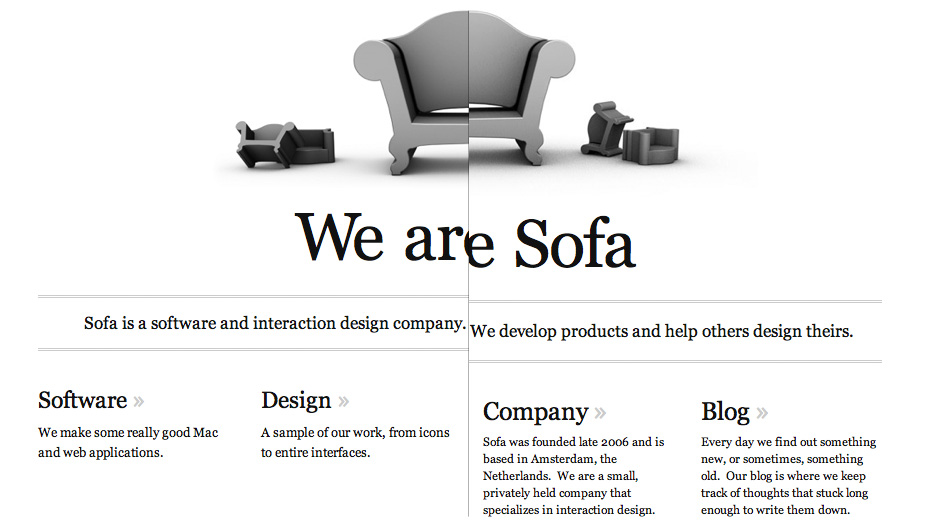 We are Sofa
Sofa is a software and interaction design company. We develop products and help others design theirs.
Software »
We make some really good Mac
and web applications.
Design »
A sample of our work, from icons
to entire interfaces.
Company »
Sofa was founded late 2006 and is
based in Amsterdam, the
Netherlands. We are a small,
privately held company that
specializes in interaction design.
Blog »
Every day we find out something
new, or sometimes, something
old. Our blog is where we keep
track of thoughts that stuck long
enough to write them down.